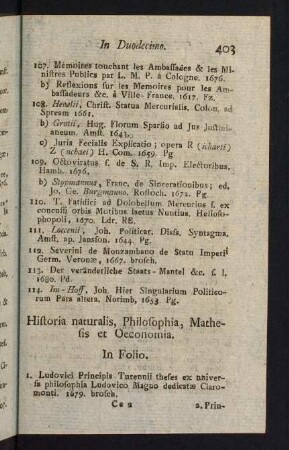 In Duodecimo. 403
107. Mémoires touchant les Ambassades & les Mi-
nistres Publics par L. M. P. à Cologne. 1676.
b) Reflexions sur les Memoires pour les Am-
bassadeurs &c. á Ville-France. 1617. Fz.
108. Henelii, Christ. Status Mercurialis. Colon. ad
Spream 1661.
b) Grotii, Hug. Florum Sparsio ad Jus Justini-
aneum. Amst. 1643.
c) Juris Fecialis Explicatio; opera R (ichaeti)
Z (uchaei) H. Com. 1659. Pg
109. Octoviratus s. de S. R. Imp. Electoribus,
Hamb. 1676.
b) Stypmannus, Franc. de Sincerationibus; ed.
Jo. Ge. Burgmanno. Rostoch. 1672. Pg.
110. T. Fatidici ad Dolobellum Mercurius s. ex
concussi orbis Motibus laetus Nuntius. Helioso-
phopoli, 1670. Ldr. RB.
111. Loccenii, Joh. Politicar. Diss. Syntagma,
Amst. ap. Jansson. 1644. Pg.
112. Severini de Monzambano de Statu Imperii
Germ. Veronæ, 1667. brosch.
113. Der veränderliche Staats-Mantel &c. s. l.
1680. Pd.
114. Im-Hoff, Joh. Hier Singularium Politico-
rum Pars altera. Norimb, 1653. Pg.
Historia naturalis, Philosophia, Mathe-
sis et Oeconomia.
In Folio.
1. Ludovici Principis Turennii theses ex univer-
sa philosophia Ludovico Magno dedicatæ Claro-
monti. 1679. brosch.
Cc 2 2. Prin-